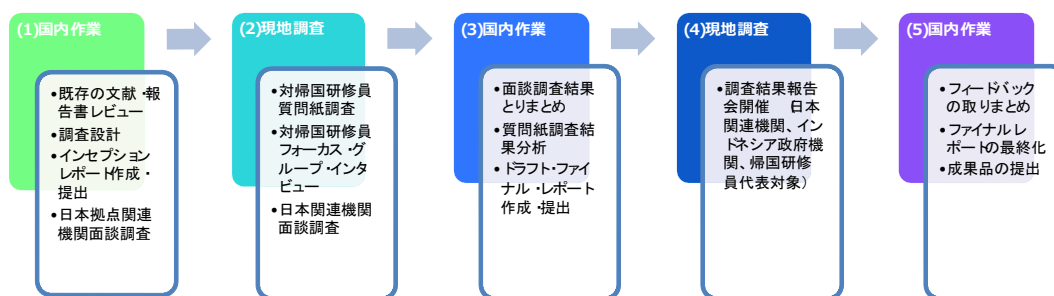 (1)国内作業
•既存の文献・報
告書レビュー
•調査設計
•インセプション
レポート作成・
提出
•日本拠点関連
機関面談調査
(2)現地調査
•対帰国研修員
質問紙調査
•対帰国研修員
フォーカス・グ
ループ・インタ
ビュー
•日本関連機関
面談調査
(3)国内作業
•面談調査結果
とりまとめ
•質問紙調査結
果分析
•ドラフト・ファイ
ナル・レポート
作成・提出
(4)現地調査
•調査結果報告
会開催 日本
関連機関、イン
ドネシア政府機
関、帰国研修
員代表対象)
(5)国内作業
•フィードバック
の取りまとめ
•ファイナルレ
ポートの最終化
•成果品の提出